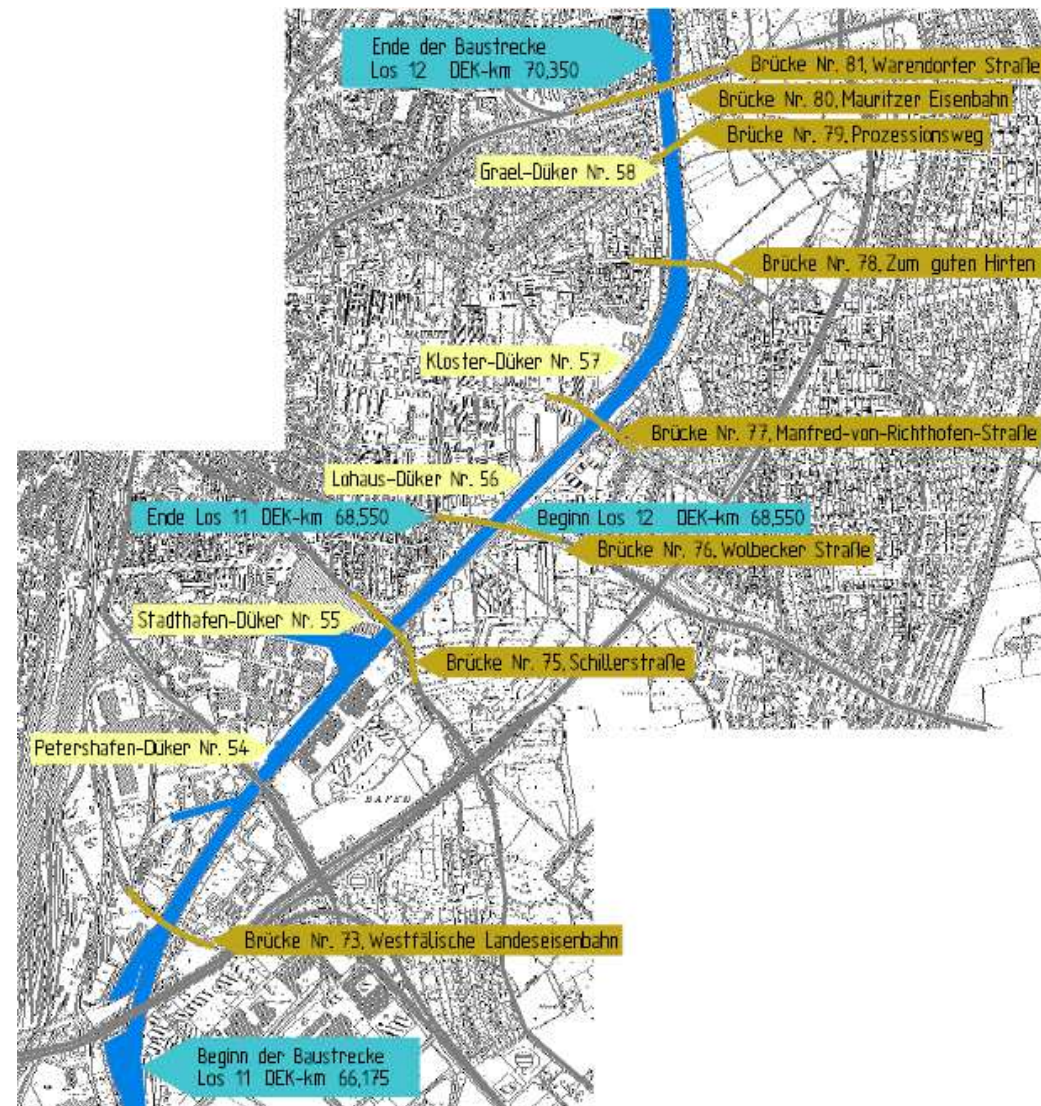 Ende der Baustrecke
Los 12 DEK-km 70,350
Brücke Nr. 81, Warendorfer Straße
Brücke Nr. 80, Mauritzer Eisenbahn
Brücke Nr. 79, Prozessionsweg
Grael-Düker Nr. 58
Brücke Nr. 78, Zum guten Hirten
Kloster-Düker Nr. 57
Brücke Nr. 77, Manfred-von-Richthofen-Straße
Lohaus-Düker Nr. 56
Ende Los 11 DEK-km 68,550
Beginn Los 12 DEK-km 68,550
Brücke Nr. 76, Wolbecker Straße
Stadthafen-Düker Nr. 55
Brücke Nr. 75, Schillerstraße
Petershafen-Düker Nr. 54
Brücke Nr. 73, Westfälische Landeseisenbahn
Beginn der Baustrecke
Los 11 DEK-km 66,175